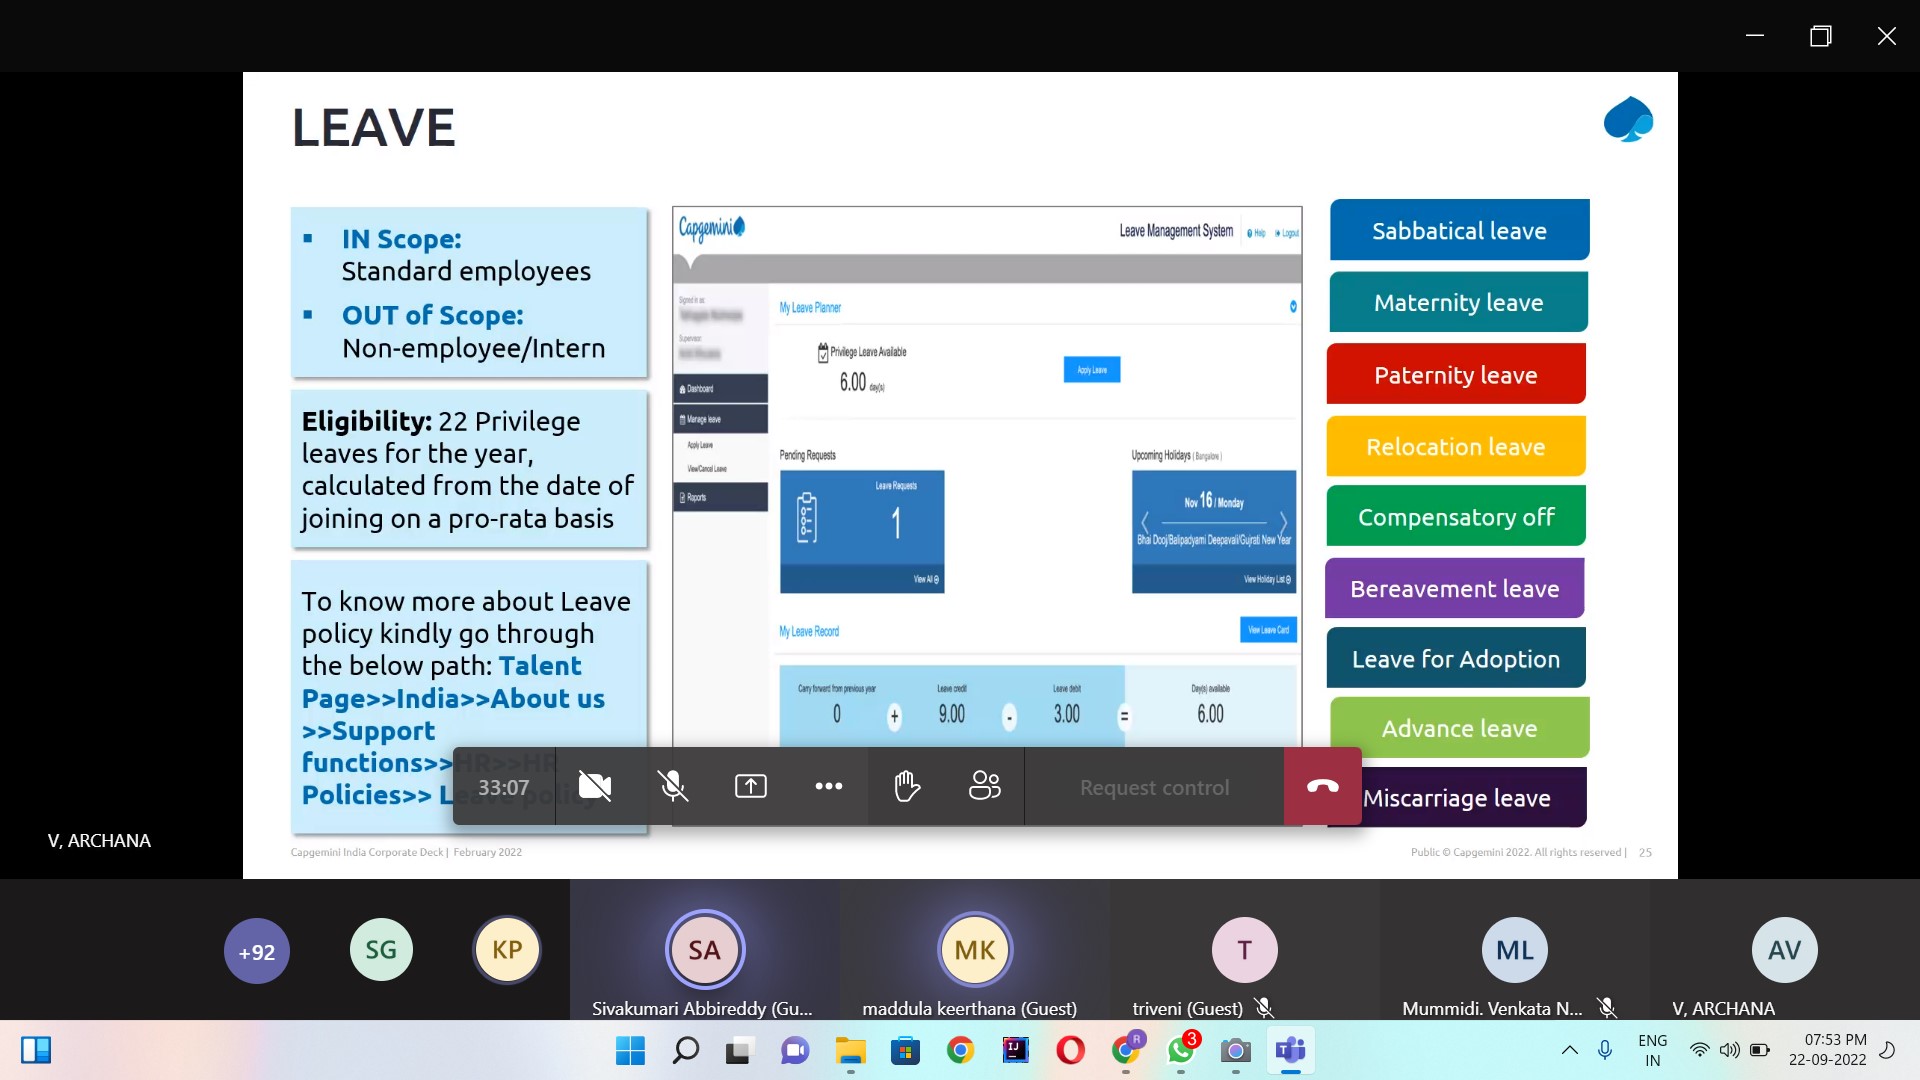 LEAVE
IN Scope:
Standard employees
OUT of Scope:
Non-employee/Intern
Eligibility: 22 Privilege
leaves for the year,
calculated from the date of
joining on a pro-rata basis
To know more about Leave
policy kindly go through
the below path: Talent
Page>>India>>About us
>>Support
functions>>HR>>HR
Policies>> Leave policy
Capgemini
Leave Management System
Help
Logout
Signed in as:
Supervisor:
Dashboard
Manage leave
Apply Leave
View/Cancel Leave
Reports
My Leave Planner
Privilege Leave Available
6.00 day(s)
Apply Leave
Pending Requests
Leave Requests
1
View All
Upcoming Holidays ( Bangalore )
Nov 16 / Monday
Bhai Dooj/Balipadyami Deepavali/Gujrati New Year
View Holiday List
My Leave Record
View Leave Card
Carry forward from previous year
0
+
Leave credit
9.00
-
Leave debit
3.00
=
Day(s) available
6.00
Sabbatical leave
Maternity leave
Paternity leave
Relocation leave
Compensatory off
Bereavement leave
Leave for Adoption
Advance leave
Miscarriage leave
33:07
Request control
V, ARCHANA
Capgemini India Corporate Deck | February 2022
Public © Capgemini 2022. All rights reserved | 25
+92
SG
KP
SA
Sivakumari Abbireddy (Gu...
MK
maddula keerthana (Guest)
T
triveni (Guest)
ML
Mummidi. Venkata N...
AV
V, ARCHANA
IJ
R
3
T
ENG
IN
07:53 PM
22-09-2022